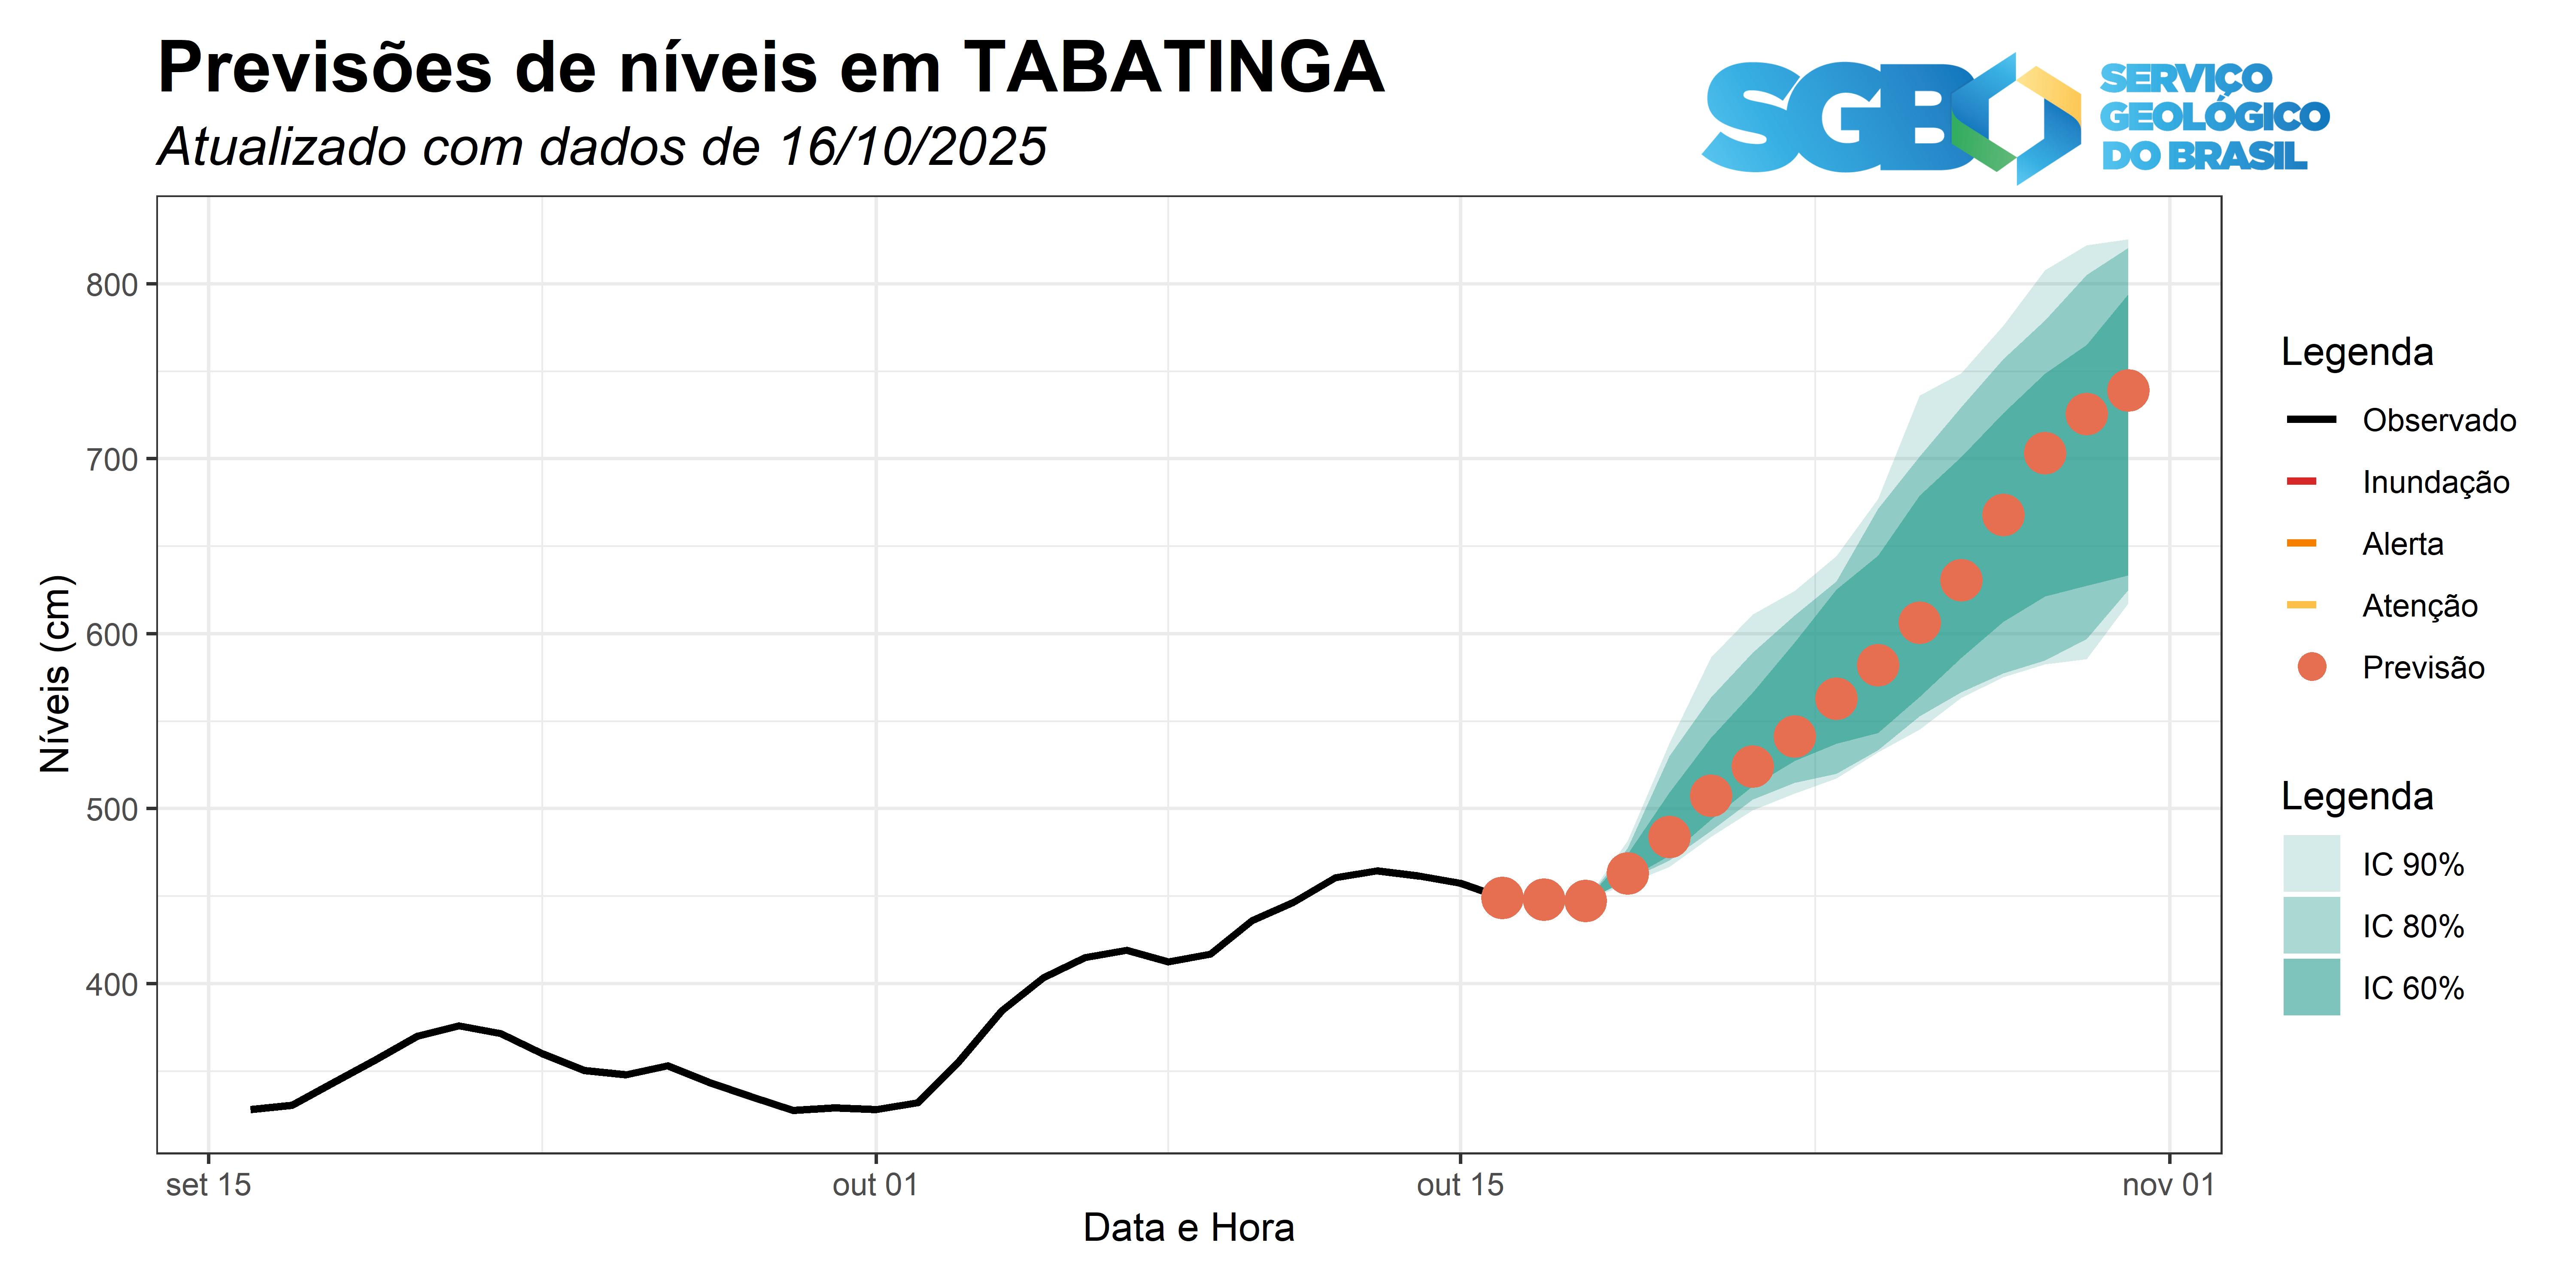 Previsões de níveis em TABATINGA
Atualizado com dados de 16/10/2025
SGB
SERVIÇO
GEOLÓGICO
DO BRASIL
Níveis (cm)
800
700
600
500
400
set 15
out 01
out 15
nov 01
Data e Hora
Legenda
Observado
Inundação
Alerta
Atenção
Previsão
Legenda
IC 90%
IC 80%
IC 60%